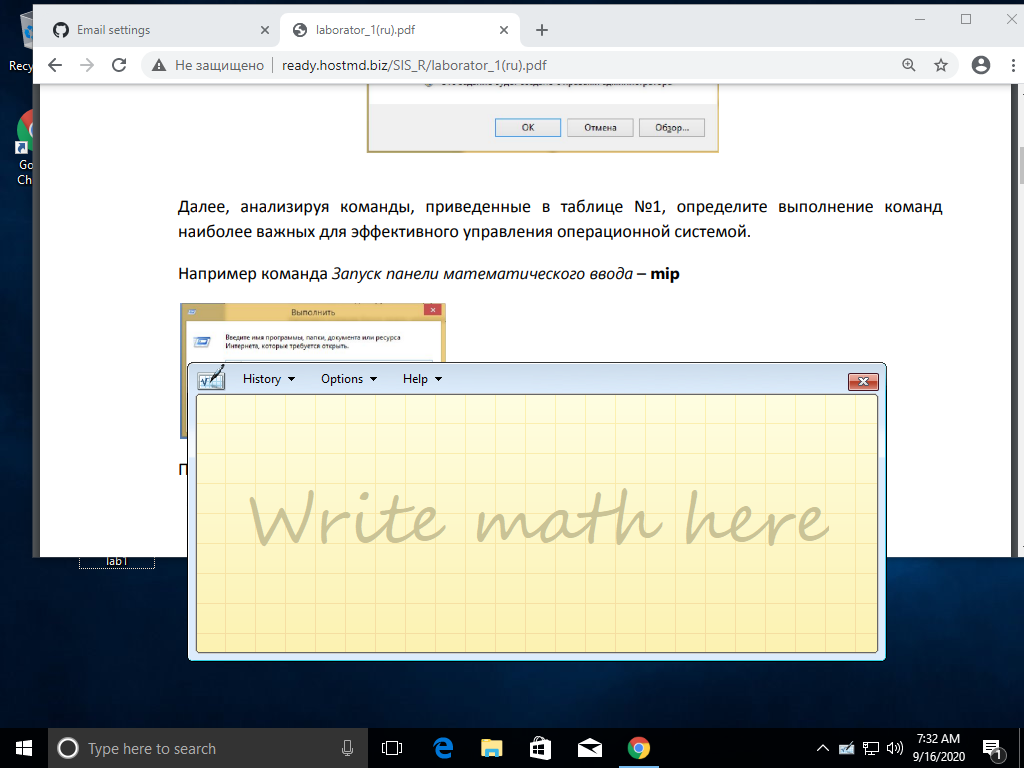 Email settings
laborator_1(ru).pdf
Recy
Не защищено
ready.hostmd.biz/SIS_R/laborator_1(ru).pdf
OK
Отмена
Обзор...
Go
Ch
Далее, анализируя команды, приведенные в таблице №1, определите выполнение команд
наиболее важных для эффективного управления операционной системой.
Например команда Запуск панели математического ввода – mip
Выполнить
Введите имя программы, папки, документа или ресурса
Интернета, которые требуется открыть.
History
Options
Help
П
Write math here
lab1
Type here to search
7:32 AM
9/16/2020
1